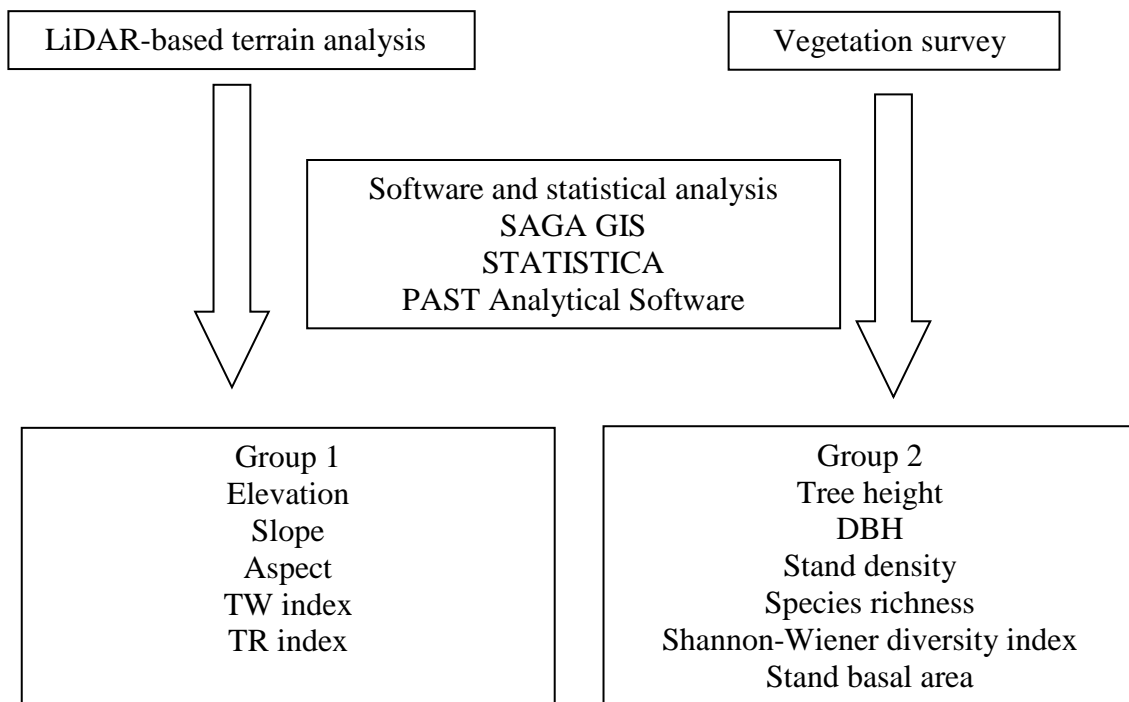 LiDAR-based terrain analysis
Vegetation survey
Software and statistical analysis
SAGA GIS
STATISTICA
PAST Analytical Software
Group 1
Elevation
Slope
Aspect
TW index
TR index
Group 2
Tree height
DBH
Stand density
Species richness
Shannon-Wiener diversity index
Stand basal area